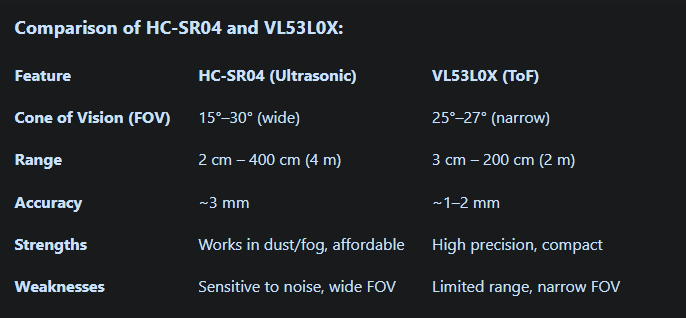 Comparison of HC-SR04 and VL53L0X:
Feature HC-SR04 (Ultrasonic) VL53L0X (ToF)
Cone of Vision (FOV) 15°–30° (wide) 25°–27° (narrow)
Range 2 cm – 400 cm (4 m) 3 cm – 200 cm (2 m)
Accuracy ~3 mm ~1–2 mm
Strengths Works in dust/fog, affordable High precision, compact
Weaknesses Sensitive to noise, wide FOV Limited range, narrow FOV